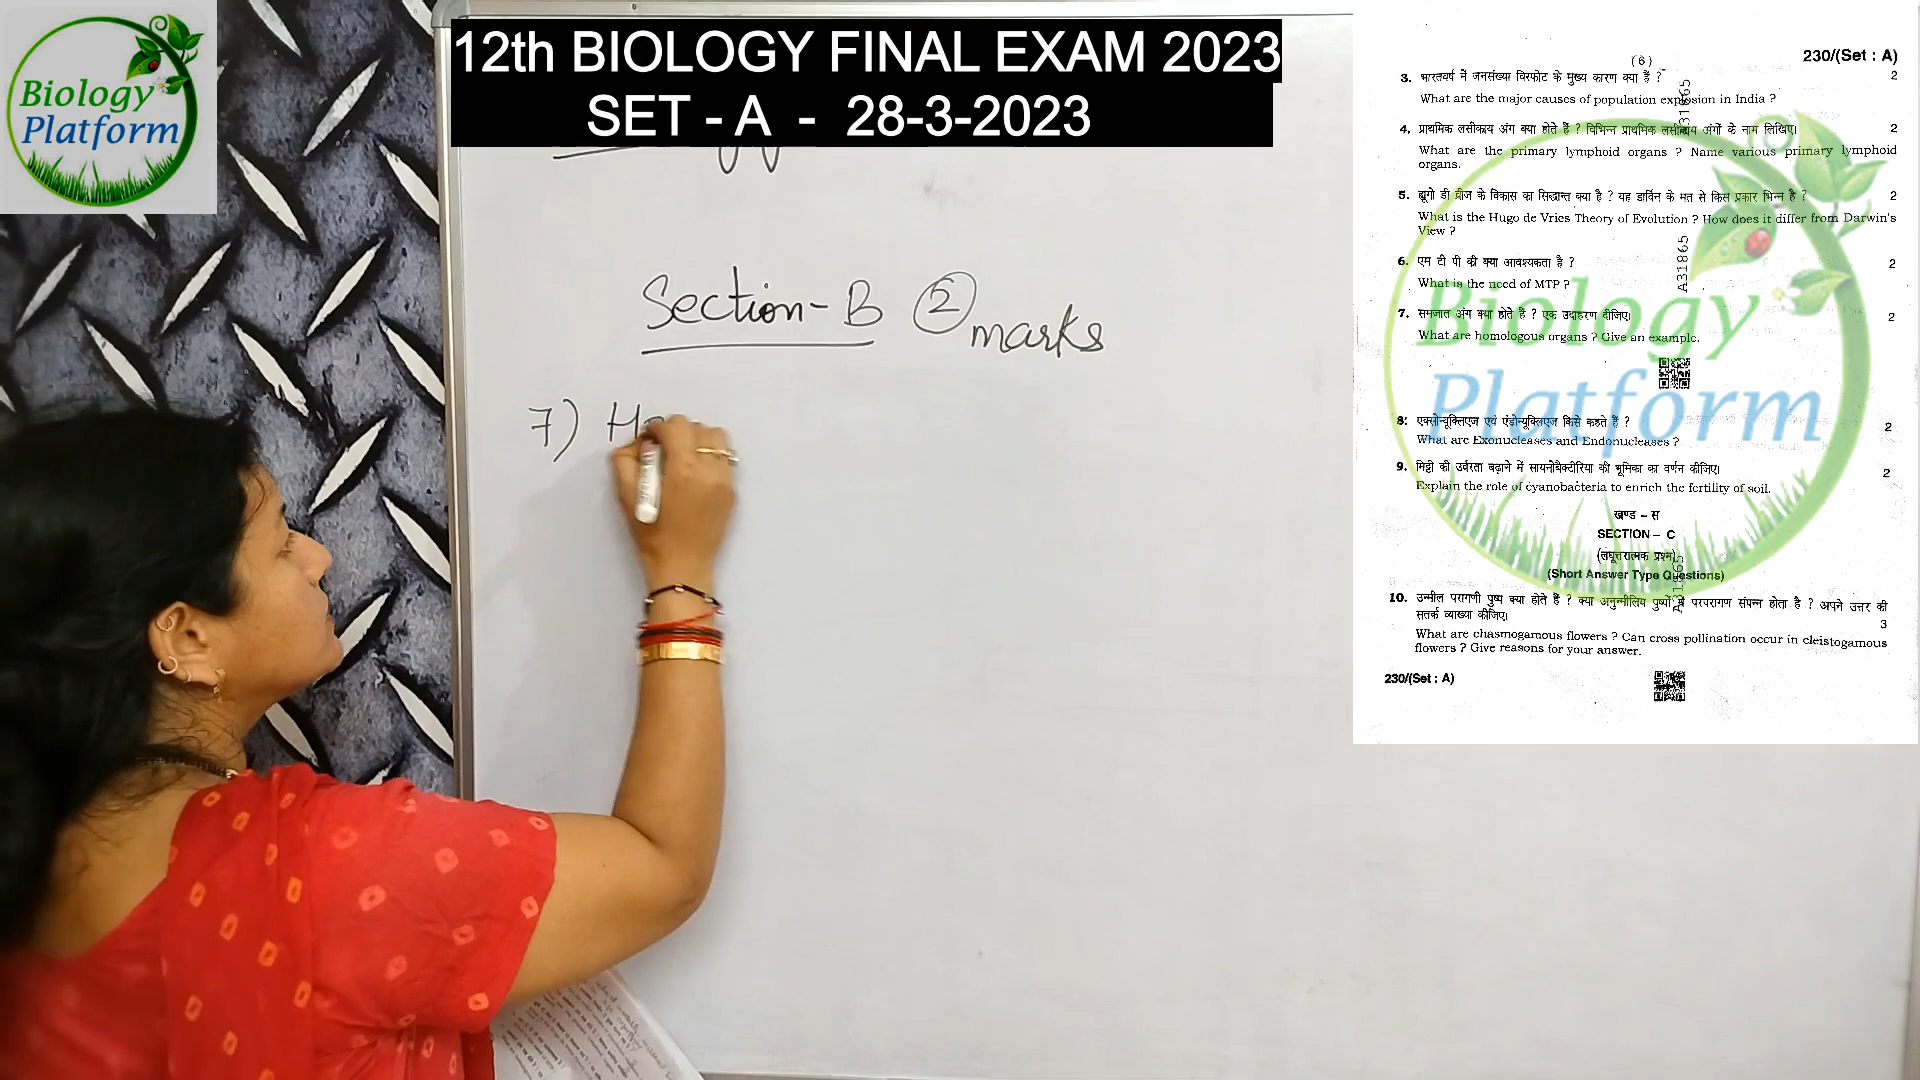 Biology
Platform
12th BIOLOGY FINAL EXAM 2023
SET - A - 28-3-2023
Section-B 2 marks
7) Ho
(6)
230/(Set : A)
3. भारतवर्ष में जनसंख्या विस्फोट के मुख्य कारण क्या हैं ? 2
What are the major causes of population explosion in India ?
4. प्राथमिक लसीकाय अंग क्या होते हैं ? विभिन्न प्राथमिक लसीकाय अंगों के नाम लिखिए। 2
What are the primary lymphoid organs ? Name various primary lymphoid
organs.
5. ह्यूगो डी व्रीज के विकास का सिद्धान्त क्या है ? यह डार्विन के मत से किस प्रकार भिन्न है ? 2
What is the Hugo de Vries Theory of Evolution ? How does it differ from Darwin's
View ?
6. एम टी पी की क्या आवश्यकता है ? 2
What is the need of MTP ?
7. समजात अंग क्या होते हैं ? एक उदाहरण दीजिए। 2
What are homologous organs ? Give an example.
8. एक्सोन्यूक्लिएज एवं एंडोन्यूक्लिएज किसे कहते हैं ? 2
What are Exonucleases and Endonucleases ?
9. मिट्टी की उर्वरता बढ़ाने में सायनोबैक्टीरिया की भूमिका का वर्णन कीजिए। 2
Explain the role of cyanobacteria to enrich the fertility of soil.
खण्ड – स
SECTION – C
(लघूत्तरात्मक प्रश्न)
(Short Answer Type Questions)
10. उन्मील परागणी पुष्प क्या होते हैं ? क्या अनुन्मीलिय पुष्पों में परपरागण संपन्न होता है ? अपने उत्तर की
सतर्क व्याख्या कीजिए। 3
What are chasmogamous flowers ? Can cross pollination occur in cleistogamous
flowers ? Give reasons for your answer.
230/(Set : A)
A31865
A31865
A31865
Biology
Platform